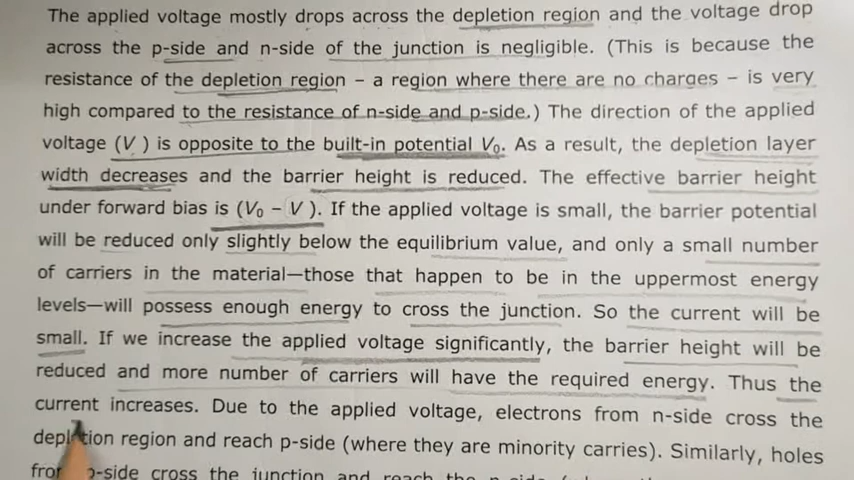 The applied voltage mostly drops across the depletion region and the voltage drop
across the p-side and n-side of the junction is negligible. (This is because the
resistance of the depletion region – a region where there are no charges – is very
high compared to the resistance of n-side and p-side.) The direction of the applied
voltage (V ) is opposite to the built-in potential V₀. As a result, the depletion layer
width decreases and the barrier height is reduced. The effective barrier height
under forward bias is (V₀ – V ). If the applied voltage is small, the barrier potential
will be reduced only slightly below the equilibrium value, and only a small number
of carriers in the material—those that happen to be in the uppermost energy
levels—will possess enough energy to cross the junction. So the current will be
small. If we increase the applied voltage significantly, the barrier height will be
reduced and more number of carriers will have the required energy. Thus the
current increases. Due to the applied voltage, electrons from n-side cross the
depletion region and reach p-side (where they are minority carries). Similarly, holes
from p-side cross the junction and reach the n-side